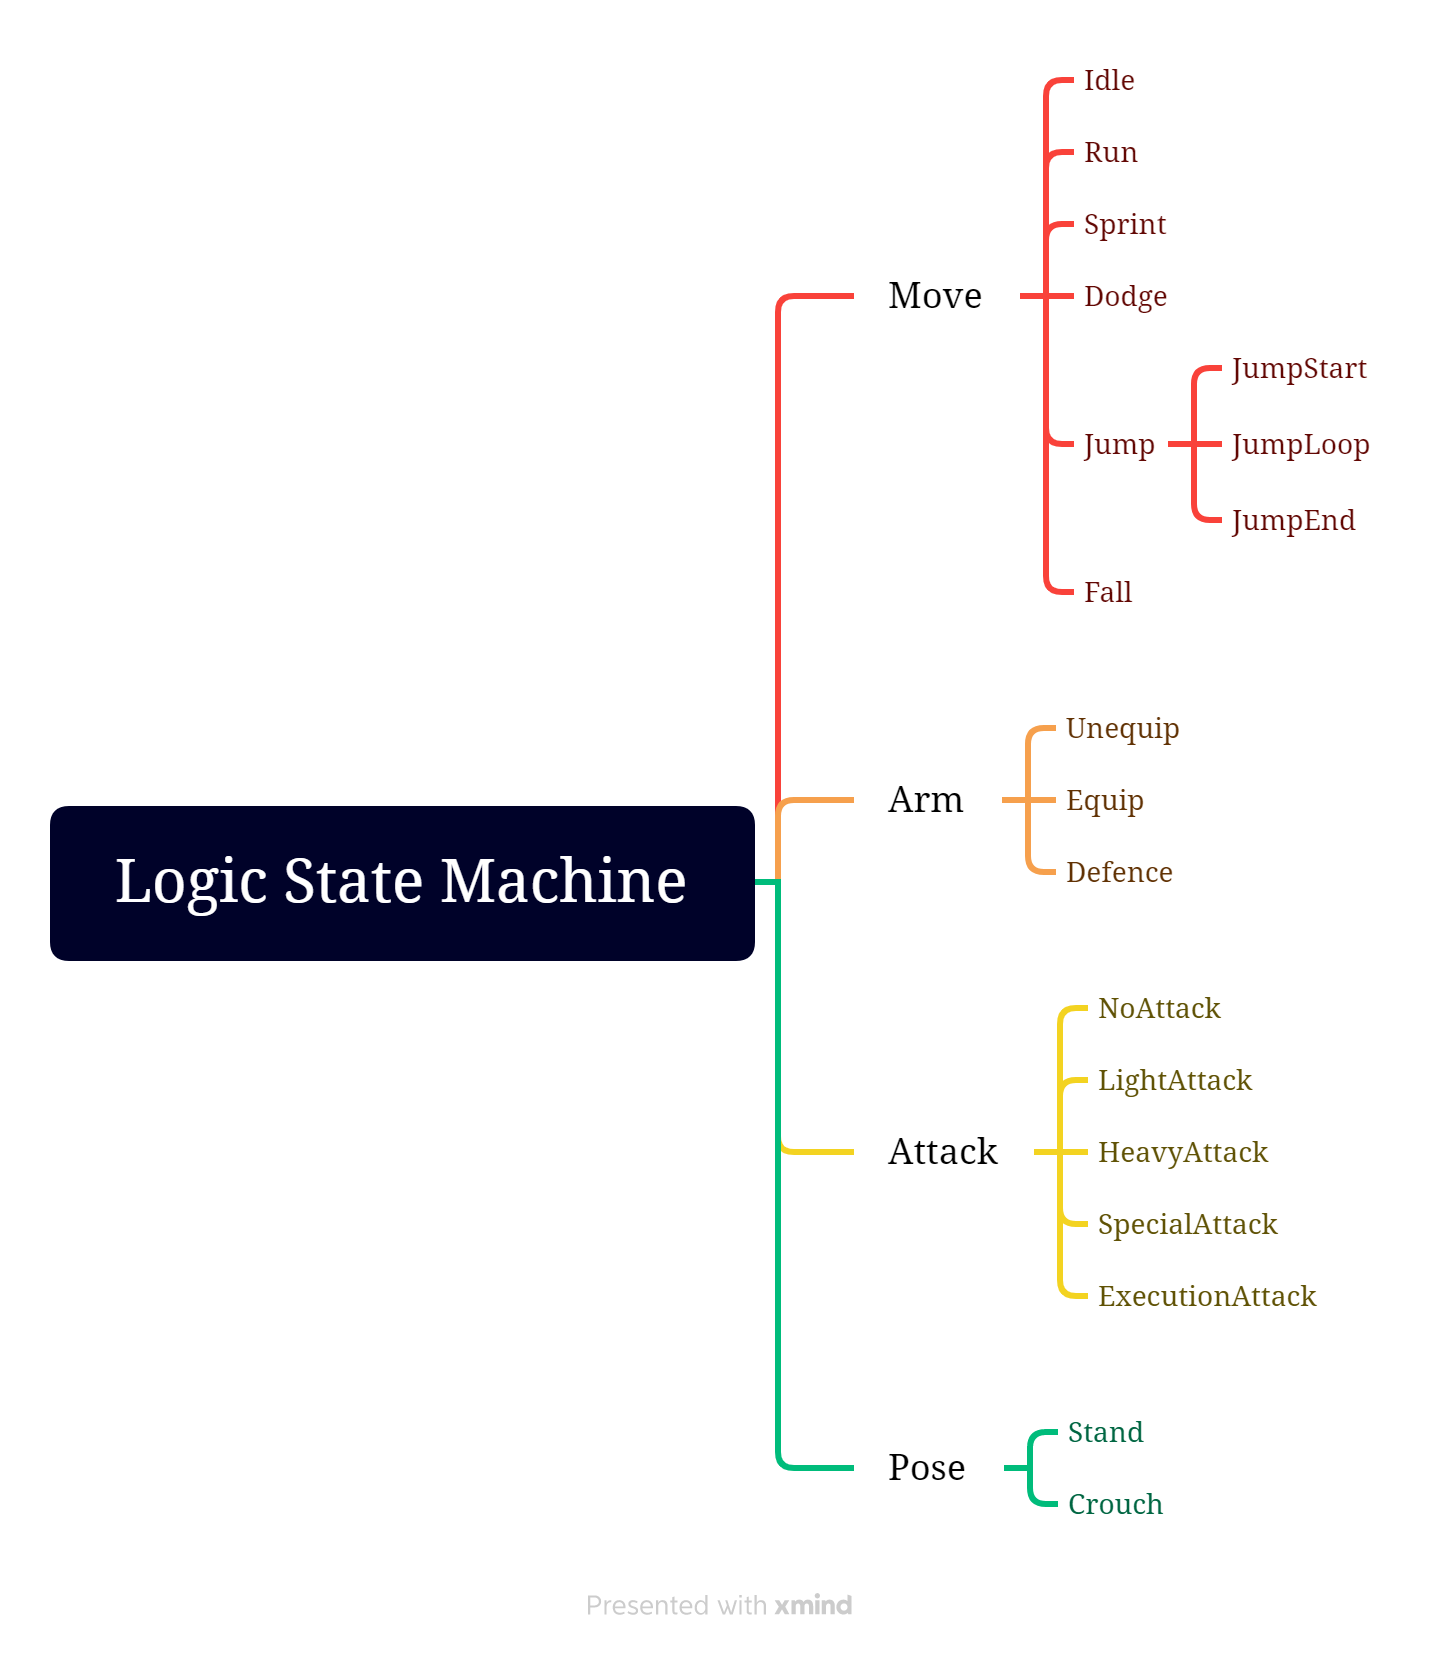 Logic State Machine
Move
Idle
Run
Sprint
Dodge
Jump
JumpStart
JumpLoop
JumpEnd
Fall
Arm
Unequip
Equip
Defence
Attack
NoAttack
LightAttack
HeavyAttack
SpecialAttack
ExecutionAttack
Pose
Stand
Crouch
Presented with xmind